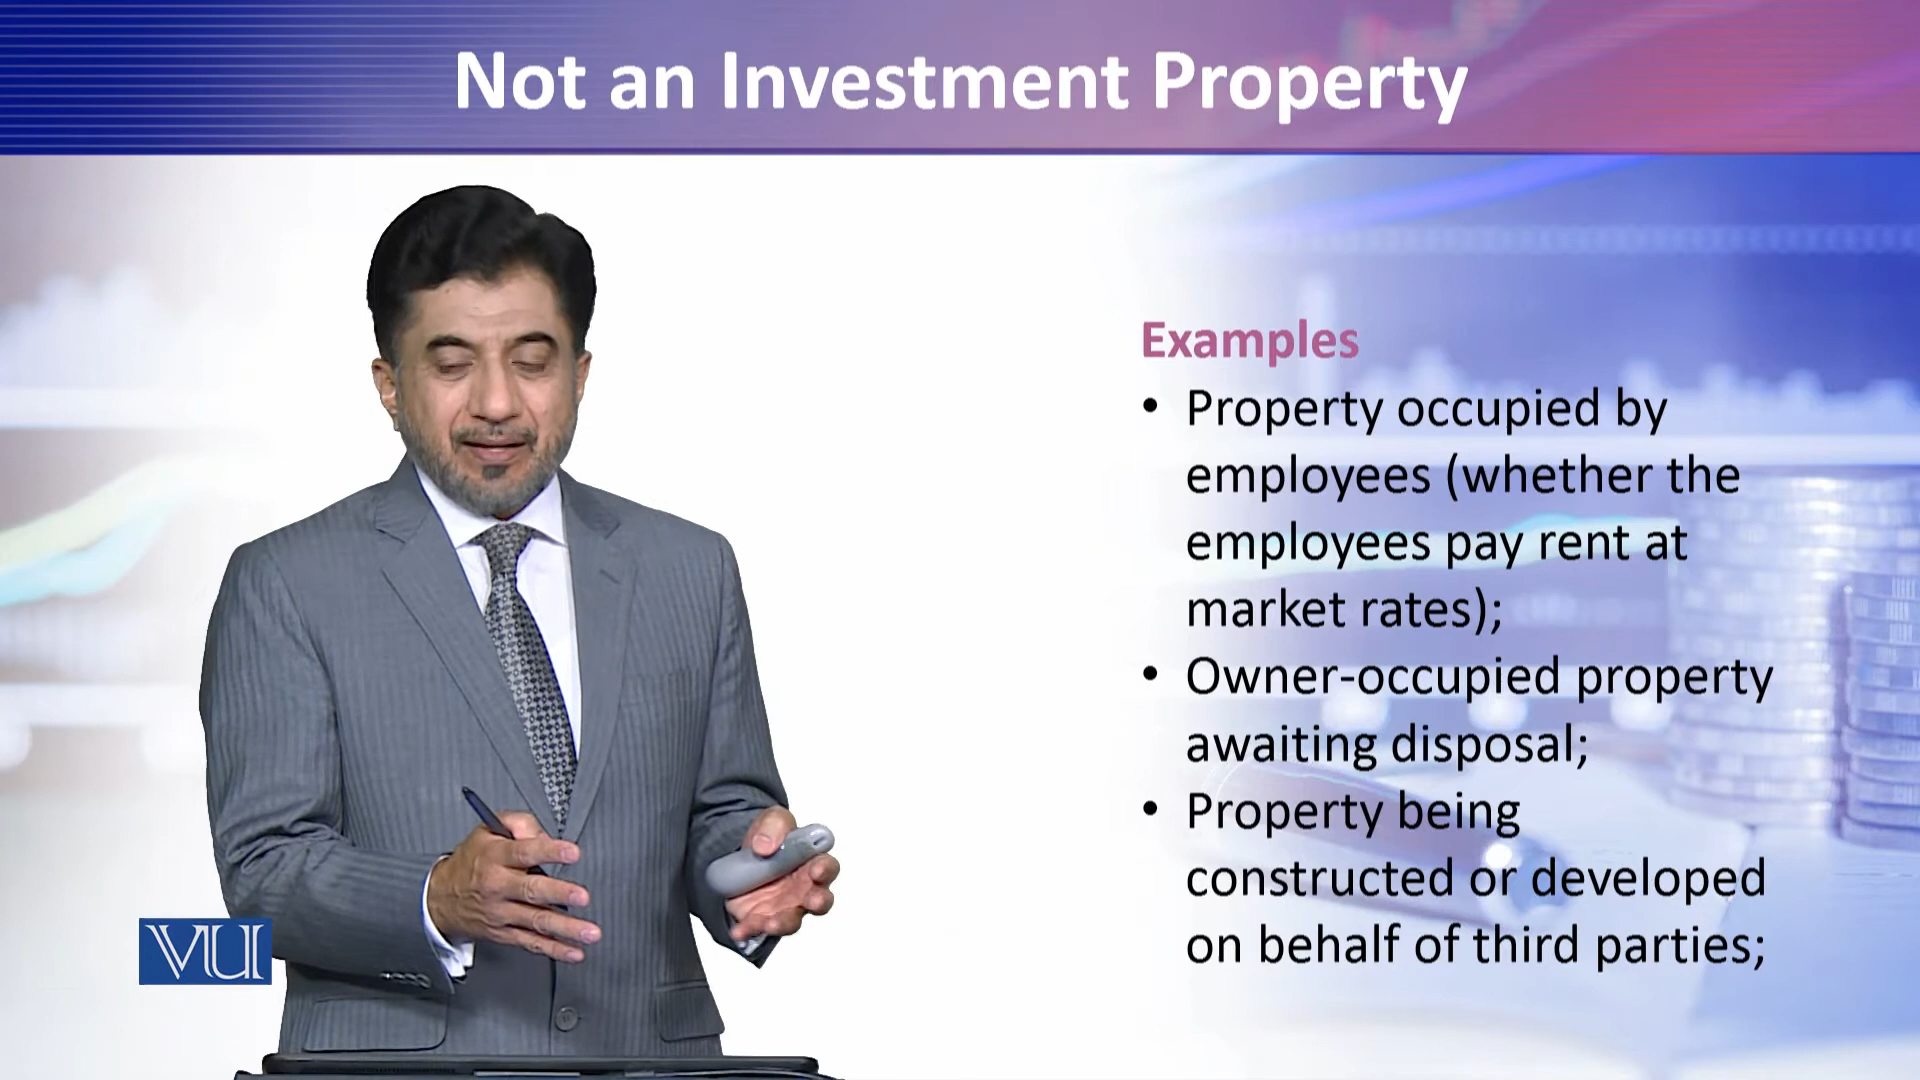 Not an Investment Property
Examples
• Property occupied by
employees (whether the
employees pay rent at
market rates);
• Owner-occupied property
awaiting disposal;
• Property being
constructed or developed
on behalf of third parties;
VU